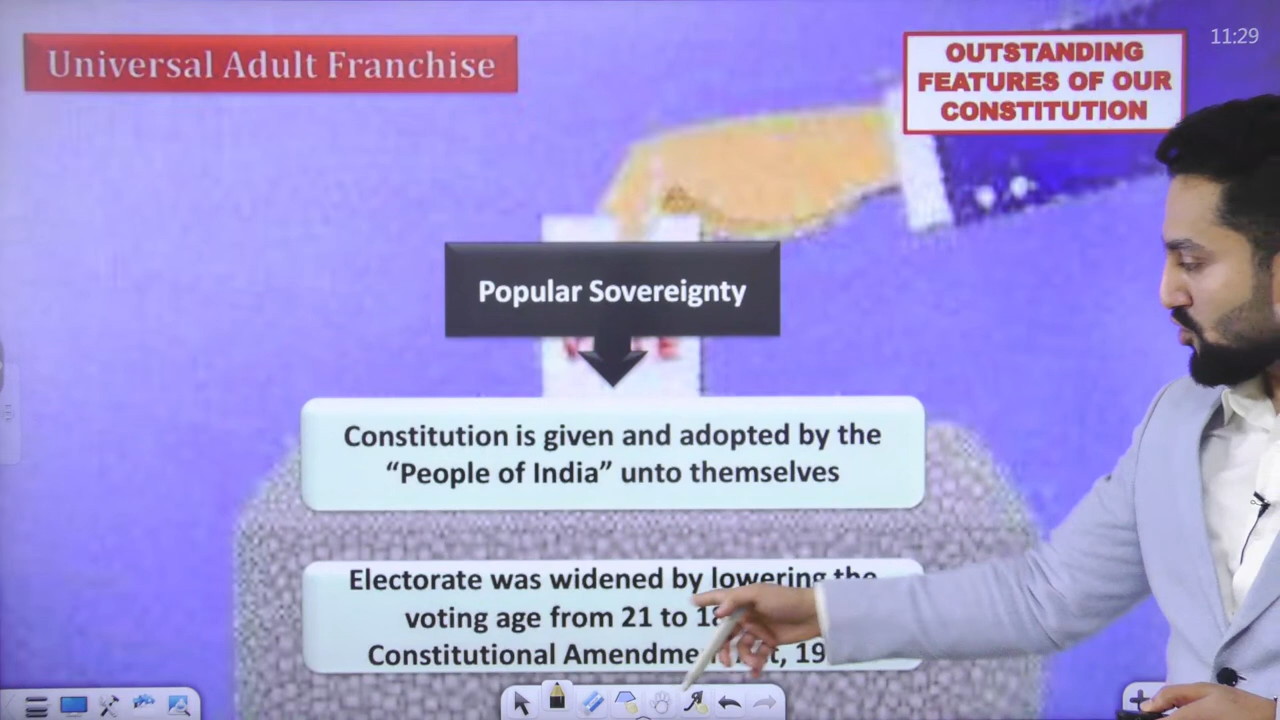 Universal Adult Franchise
OUTSTANDING
FEATURES OF OUR
CONSTITUTION
11:29
Popular Sovereignty
Constitution is given and adopted by the
“People of India” unto themselves
Electorate was widened by lowering the
voting age from 21 to
Constitutional